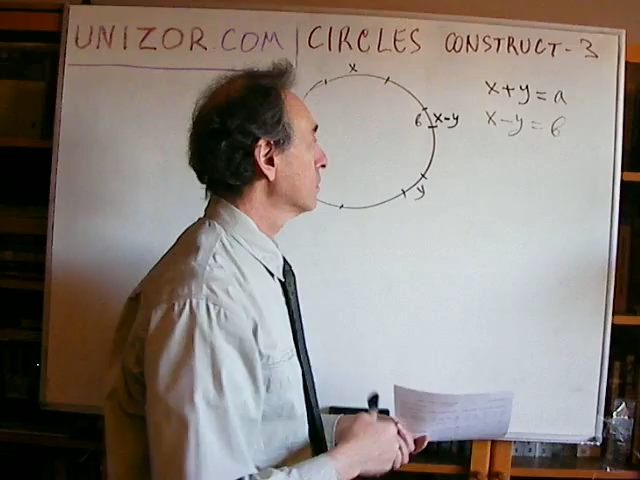 UNIZOR.COM | CIRCLES CONSTRUCT-3
x
x+y=a
b x-y
x-y=b
y